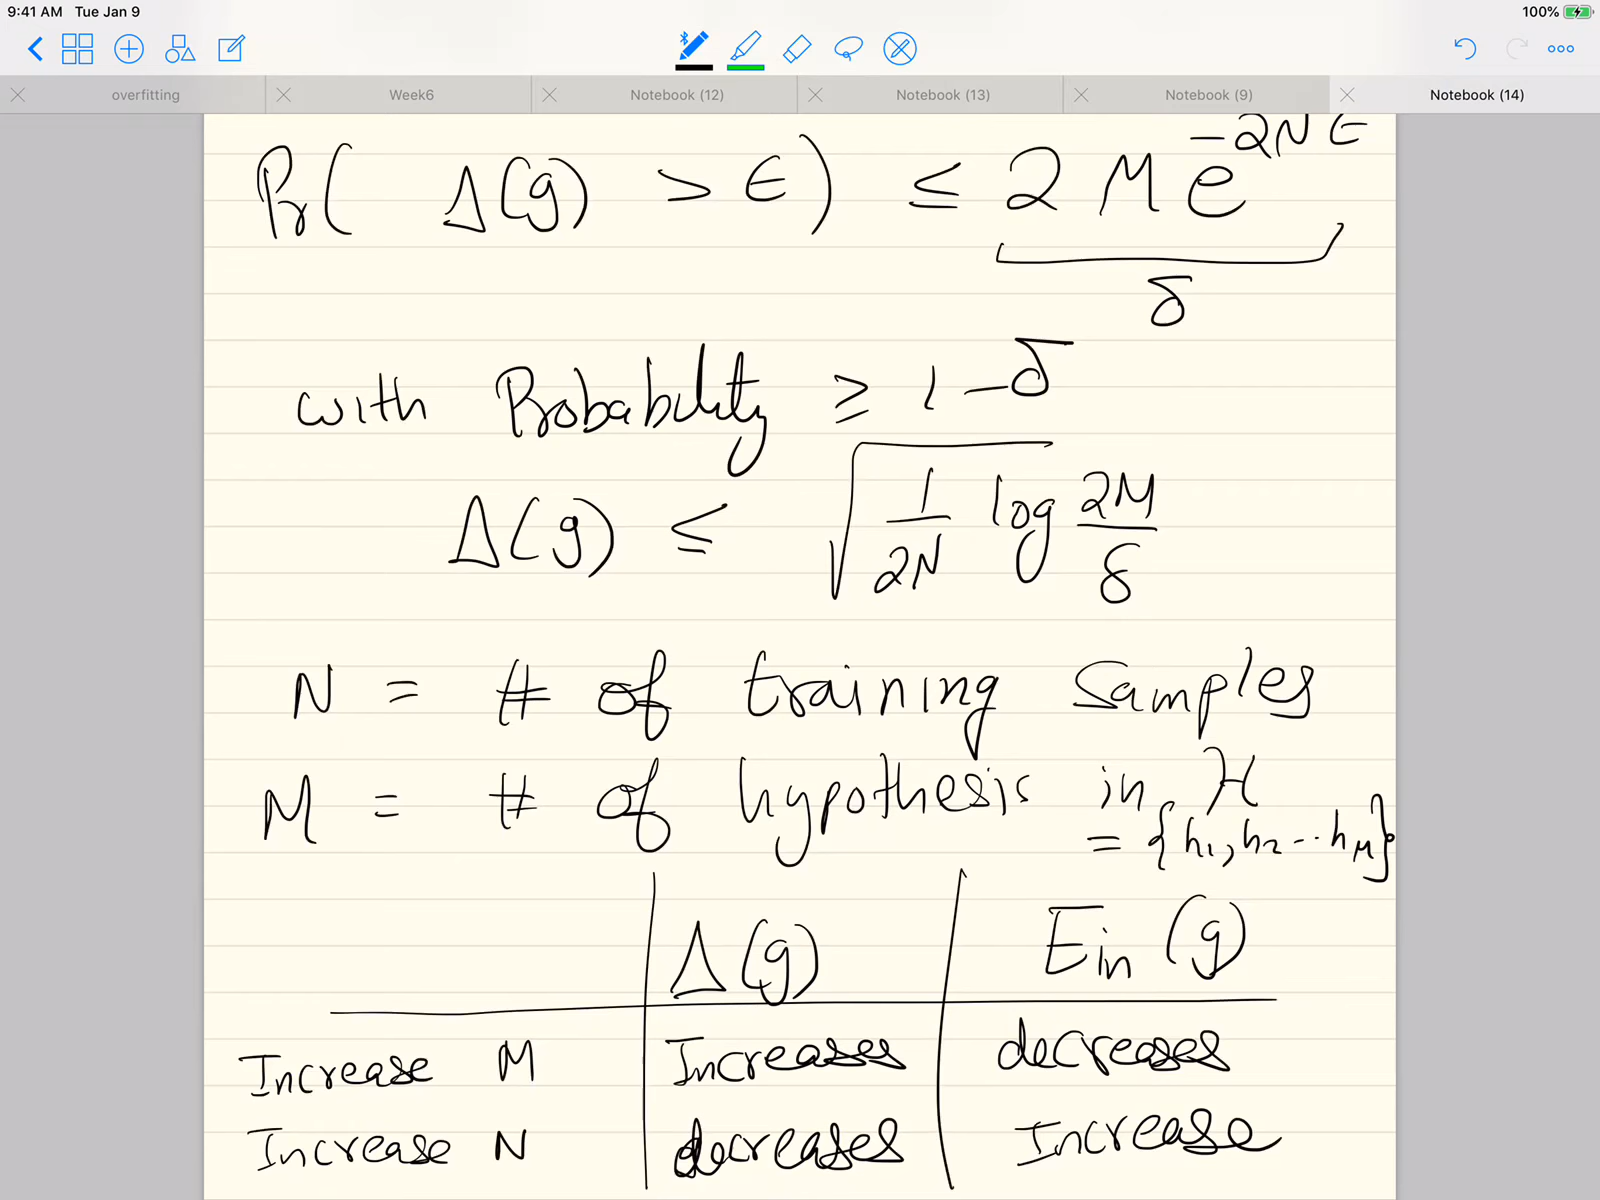 9:41 AM Tue Jan 9 100%
overfitting Week6 Notebook (12) Notebook (13) Notebook (9) Notebook (14)
Pr( Δ(g) > ϵ) ≤ 2 M e^{-2Nϵ}
δ
with Probability ≥ 1 - δ
Δ(g) ≤ √(1/2N log 2M/δ)
N = # of training Samples
M = # of hypothesis in ℋ
= {h₁, h₂ -- h_M}
Δ(g) Ein (g)
Increase M Increases decreases
Increase N decreases Increase